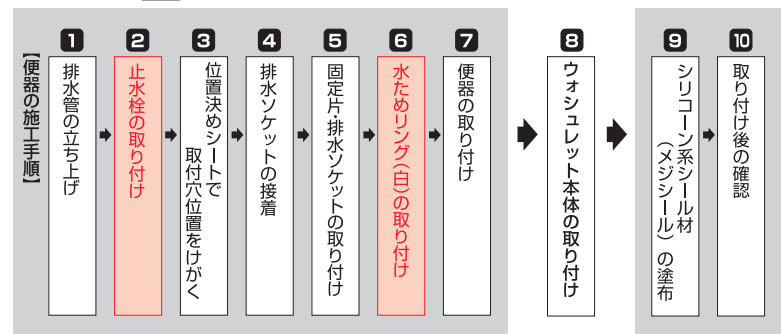 【便器の施工手順】
1
排水管の立ち上げ
2
止水栓の取り付け
3
位置決めシートで
取付穴位置をけがく
4
排水ソケットの接着
5
固定片・排水ソケットの取り付け
6
水ためリング(白)の取り付け
7
便器の取り付け
8
ウォシュレット本体の取り付け
9
シリコーン系シール材
(メジシール)の塗布
10
取り付け後の確認